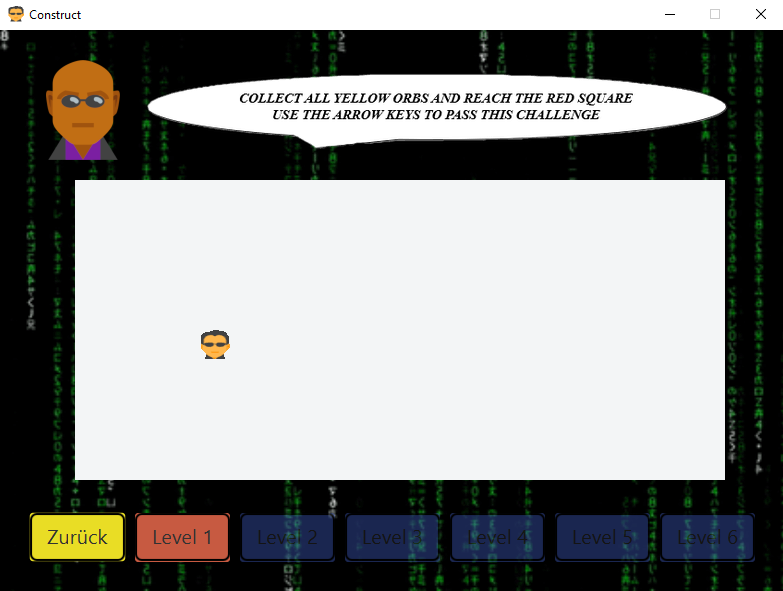 Construct
COLLECT ALL YELLOW ORBS AND REACH THE RED SQUARE
USE THE ARROW KEYS TO PASS THIS CHALLENGE
Zurück
Level 1
Level 2
Level 3
Level 4
Level 5
Level 6